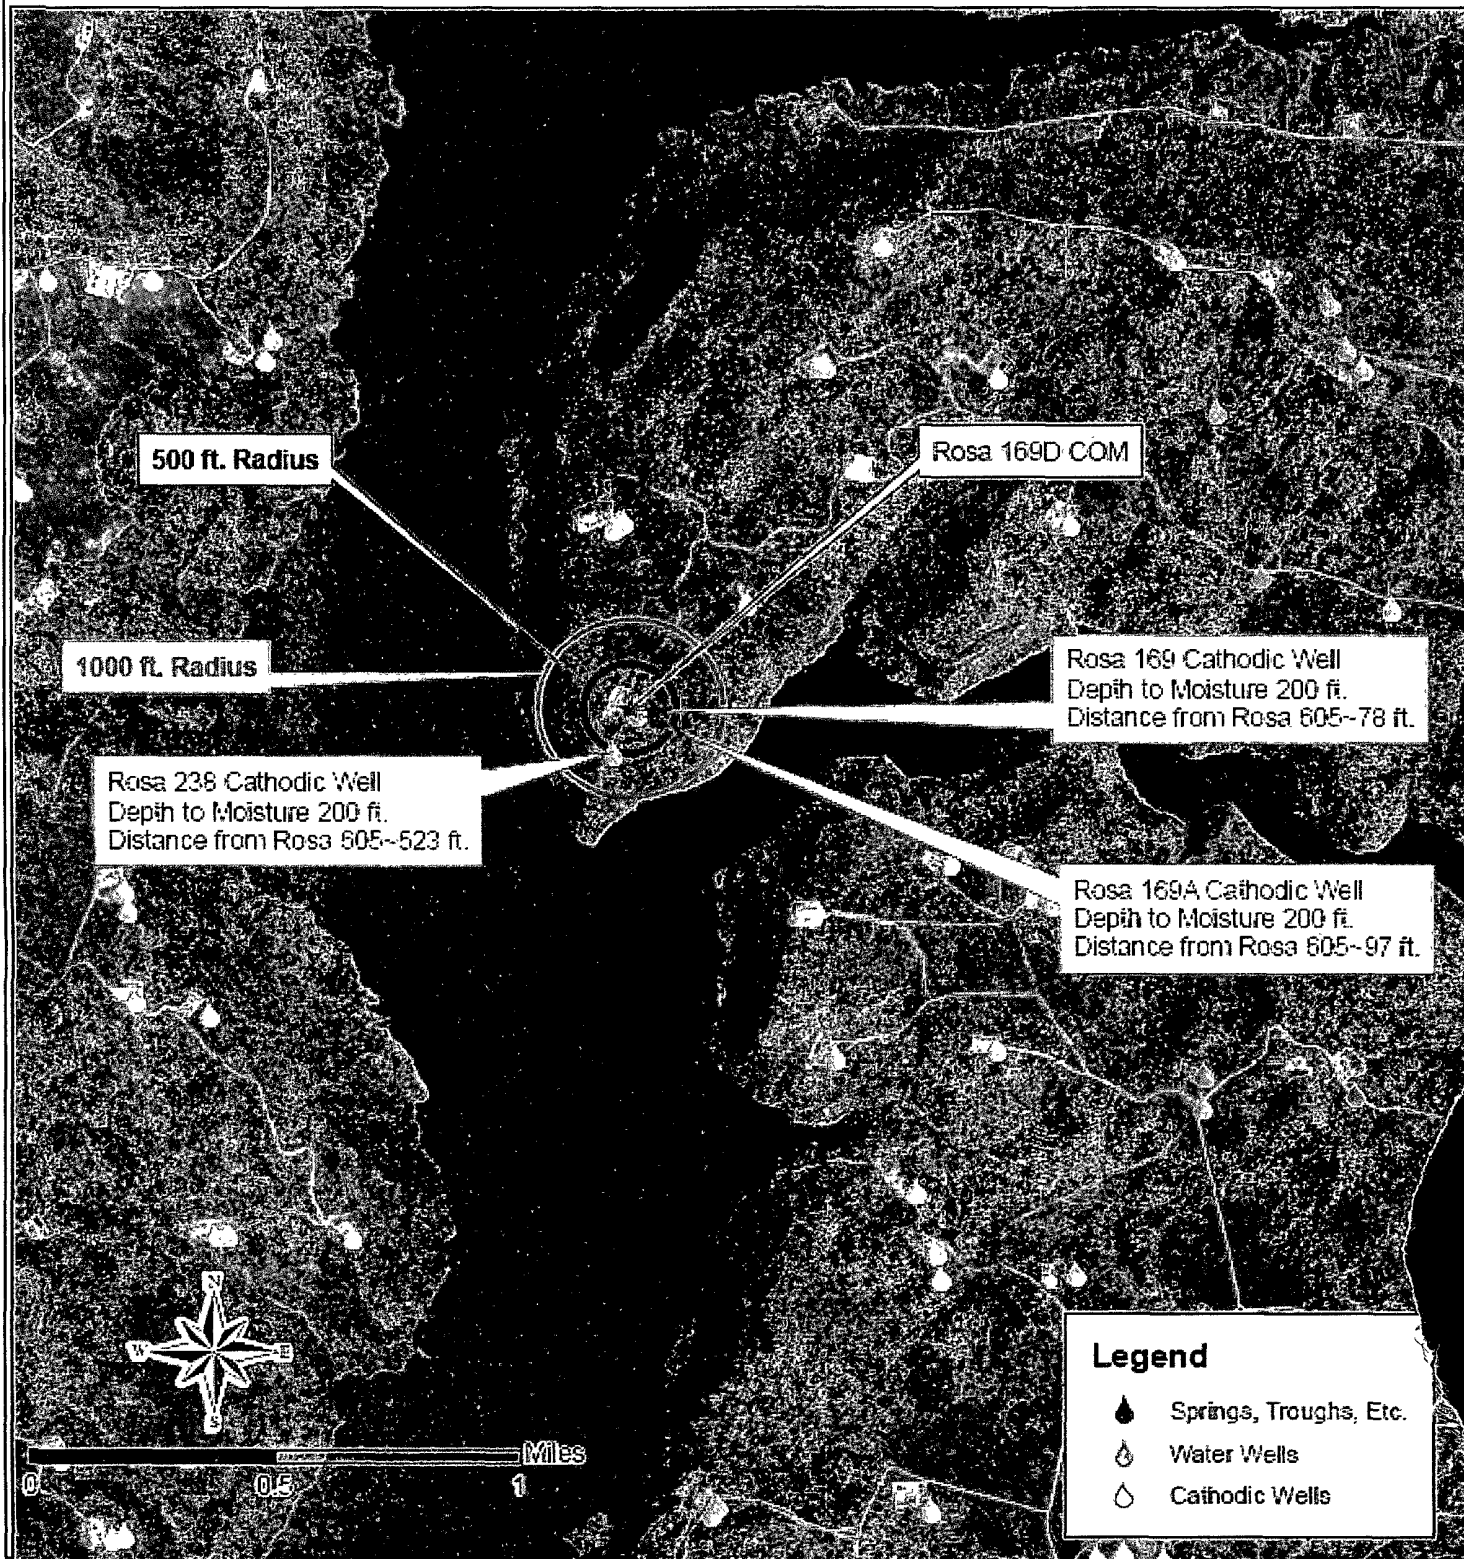 500 ft. Radius
Rosa 169D COM
1000 ft. Radius
Rosa 169 Cathodic Well
Depth to Moisture 200 ft.
Distance from Rosa 605~78 ft.
Rosa 238 Cathodic Well
Depth to Moisture 200 ft.
Distance from Rosa 605~523 ft.
Rosa 169A Cathodic Well
Depth to Moisture 200 ft.
Distance from Rosa 605~97 ft.
N
W
E
S
Miles
0
0.5
1
Legend
Springs, Troughs, Etc.
Water Wells
Cathodic Wells